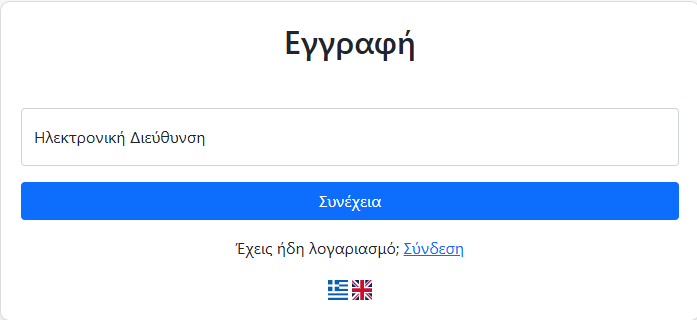 Εγγραφή
Ηλεκτρονική Διεύθυνση
Συνέχεια
Έχεις ήδη λογαριασμό; Σύνδεση